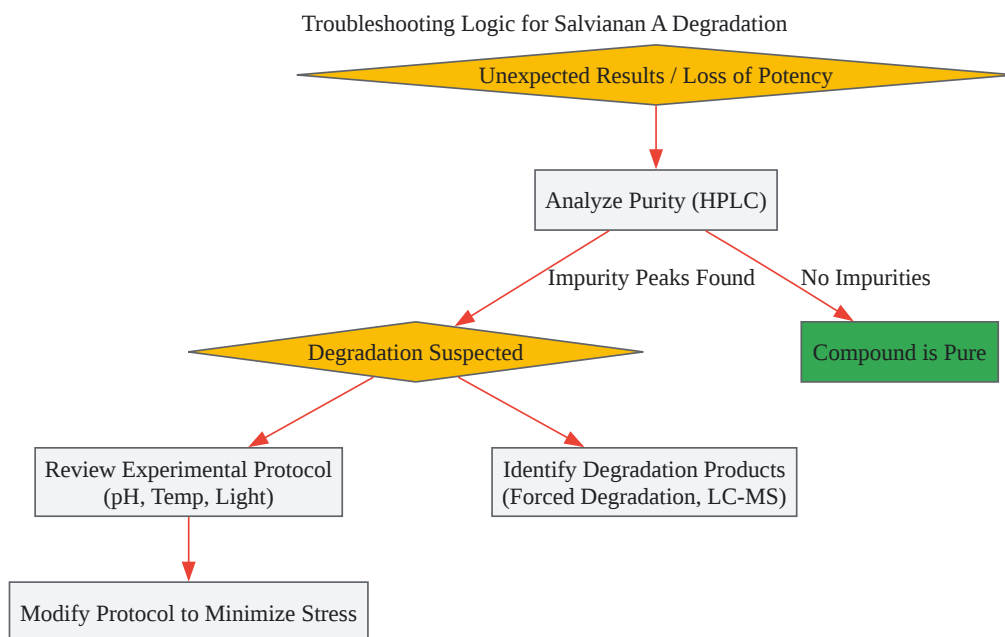 Troubleshooting Logic for Salvianan A Degradation
Unexpected Results / Loss of Potency
Analyze Purity (HPLC)
Impurity Peaks Found
No Impurities
Degradation Suspected
Compound is Pure
Review Experimental Protocol
(pH, Temp, Light)
Identify Degradation Products
(Forced Degradation, LC-MS)
Modify Protocol to Minimize Stress